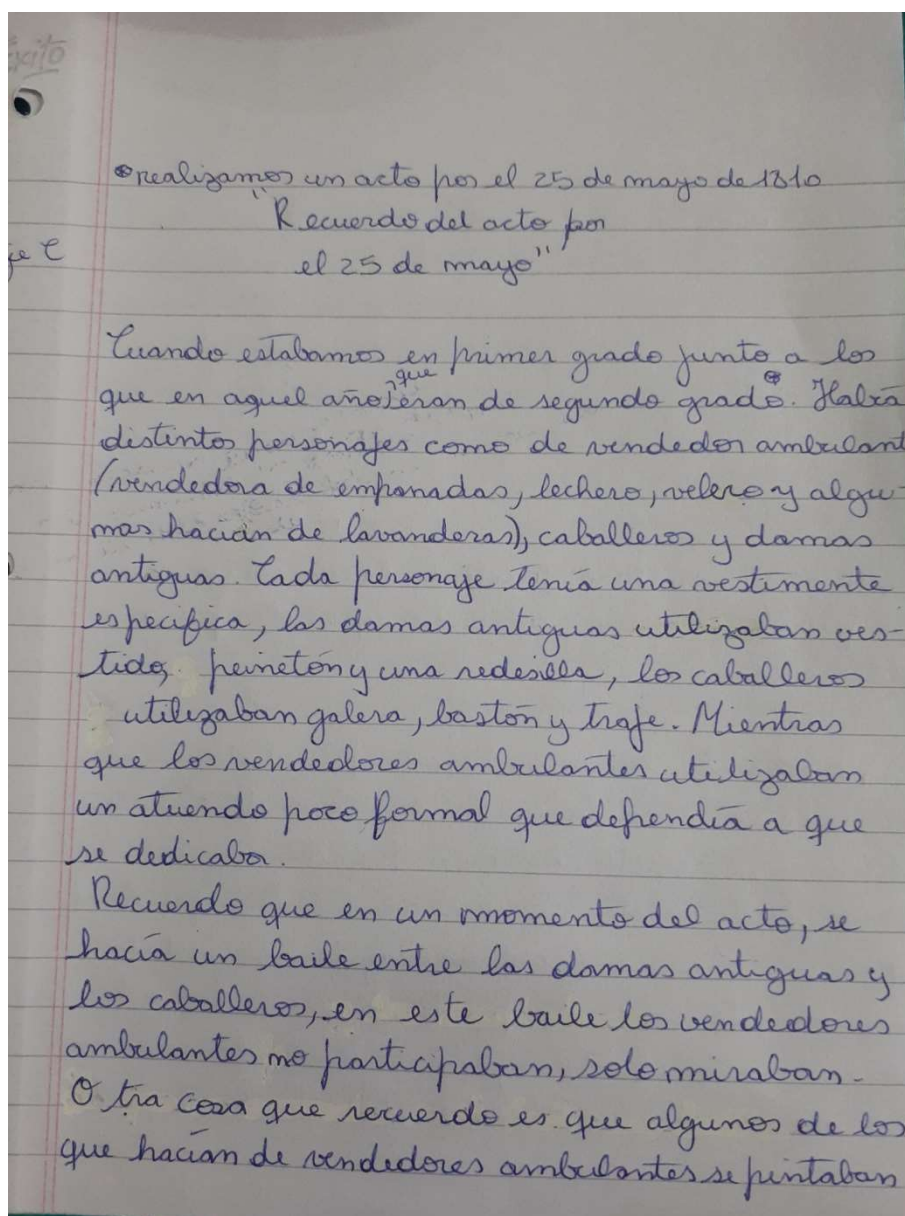 éxito
realizamos un acto por el 25 de mayo de 1810
"Recuerdo del acto por
el 25 de mayo"
Cuando estabamos en primer grado junto a los
que
que en aquel año eran de segundo grado. Había
distintos personajes como de vendedor ambulant
(vendedora de empanadas, lechero, velero y algu-
nas hacían de lavanderas), caballeros y damas
antiguas. Cada personaje tenía una vestimente
especifica, las damas antiguas utilizaban ves-
tido, peinetón y una redesilla, los caballeros
utilizaban galera, bastón y traje. Mientras
que los vendedores ambulantes utilizaban
un atuendo poco formal que dependía a que
se dedicaba.
Recuerdo que en un momento del acto, se
hacía un baile entre las damas antiguas y
los caballeros, en este baile los vendedores
ambulantes no participaban, solo miraban.
Otra cosa que recuerdo es que algunos de los
que hacían de vendedores ambulantes se pintaban